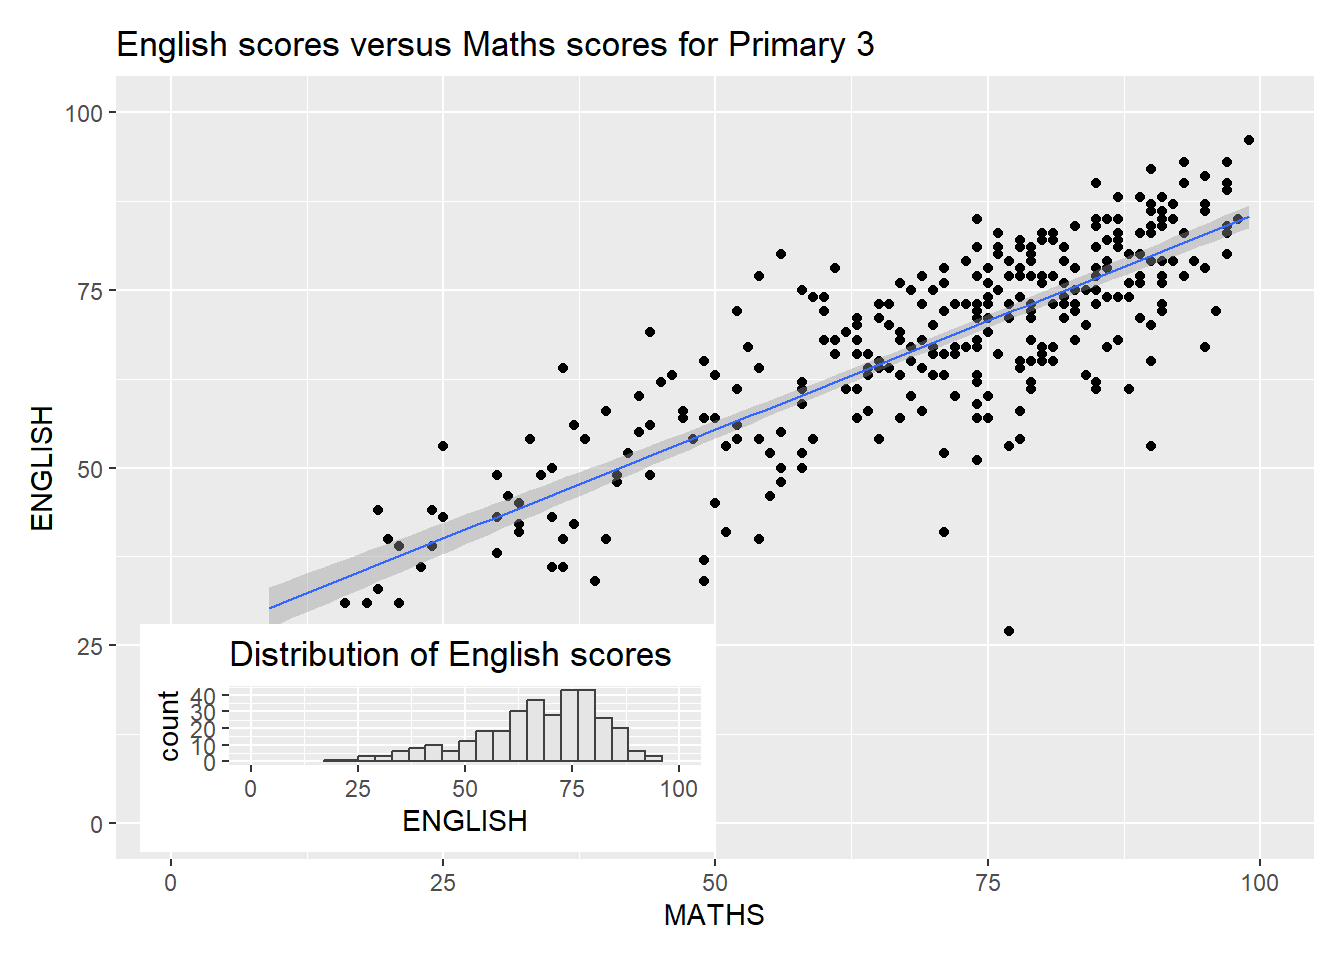 English scores versus Maths scores for Primary 3
100
75
50
25
0
ENGLISH
Distribution of English scores
40
30
20
10
0
count
0 25 50 75 100
ENGLISH
0 25 50 75 100
MATHS